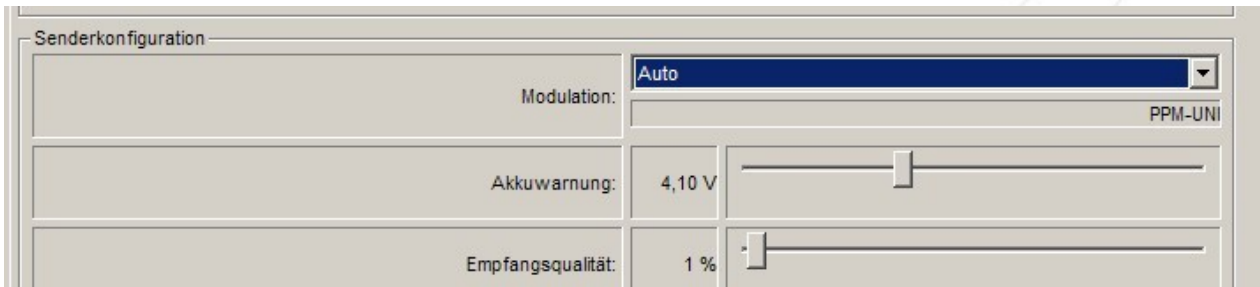 Senderkonfiguration
Modulation:
Auto
PPM-UNI
Akkuwarnung:
4,10 V
Empfangsqualität:
1 %